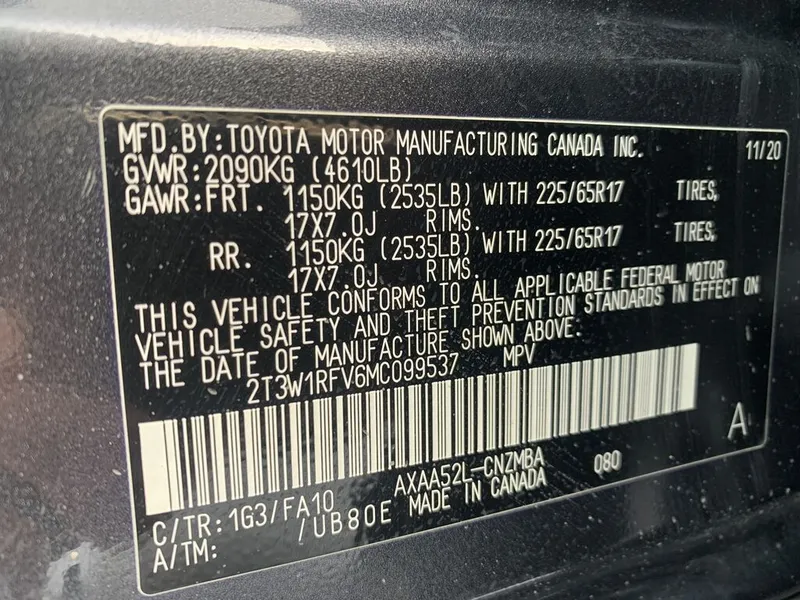 MFD.BY:TOYOTA MOTOR MANUFACTURING CANADA INC. 11/20
GVWR:2090KG (4610LB)
GAWR:FRT. 1150KG (2535LB) WITH 225/65R17 TIRES,
17X7.0J RIMS.
RR. 1150KG (2535LB) WITH 225/65R17 TIRES,
17X7.0J RIMS.
THIS VEHICLE CONFORMS TO ALL APPLICABLE FEDERAL MOTOR
VEHICLE SAFETY AND THEFT PREVENTION STANDARDS IN EFFECT ON
THE DATE OF MANUFACTURE SHOWN ABOVE.
2T3W1RFV6MC099537 MPV
A
C/TR:1G3/FA10 AXAA52L-CNZMBA 080
A/TM: /UB80E MADE IN CANADA